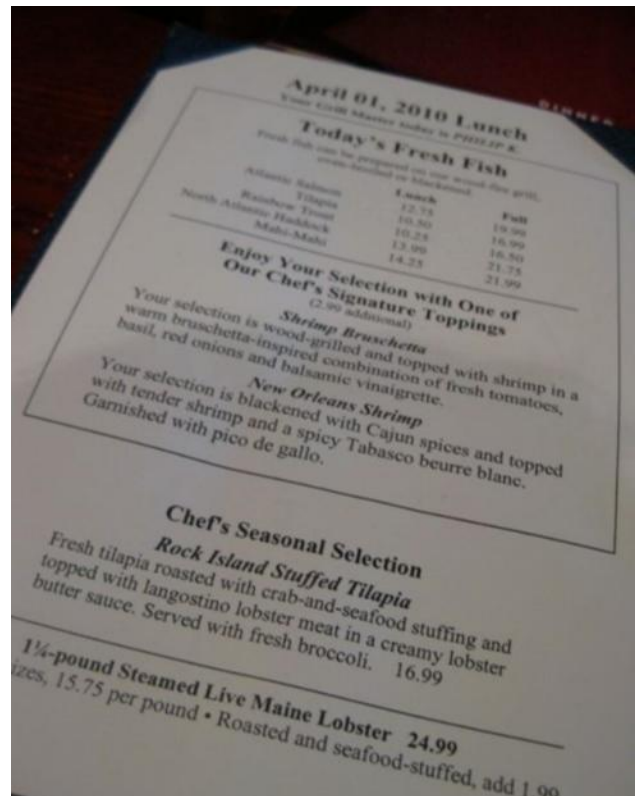 DINNER
April 01, 2010 Lunch
Your Grill Master today is PHILIP K.
Today's Fresh Fish
Fresh fish can be prepared on our wood-fire grill,
oven-broiled or blackened.
Lunch Full
Atlantic Salmon 12.75 19.99
Tilapia 10.50 16.99
Rainbow Trout 10.25 16.50
North Atlantic Haddock 13.99 21.75
Mahi-Mahi 14.25 21.99
Enjoy Your Selection with One of
Our Chef's Signature Toppings
(2.99 additional)
Shrimp Bruschetta
Your selection is wood-grilled and topped with shrimp in a
warm bruschetta-inspired combination of fresh tomatoes,
basil, red onions and balsamic vinaigrette.
New Orleans Shrimp
Your selection is blackened with Cajun spices and topped
with tender shrimp and a spicy Tabasco beurre blanc.
Garnished with pico de gallo.
Chef's Seasonal Selection
Rock Island Stuffed Tilapia
Fresh tilapia roasted with crab-and-seafood stuffing and
topped with langostino lobster meat in a creamy lobster
butter sauce. Served with fresh broccoli. 16.99
1¼-pound Steamed Live Maine Lobster 24.99
izes, 15.75 per pound • Roasted and seafood-stuffed, add 1.99